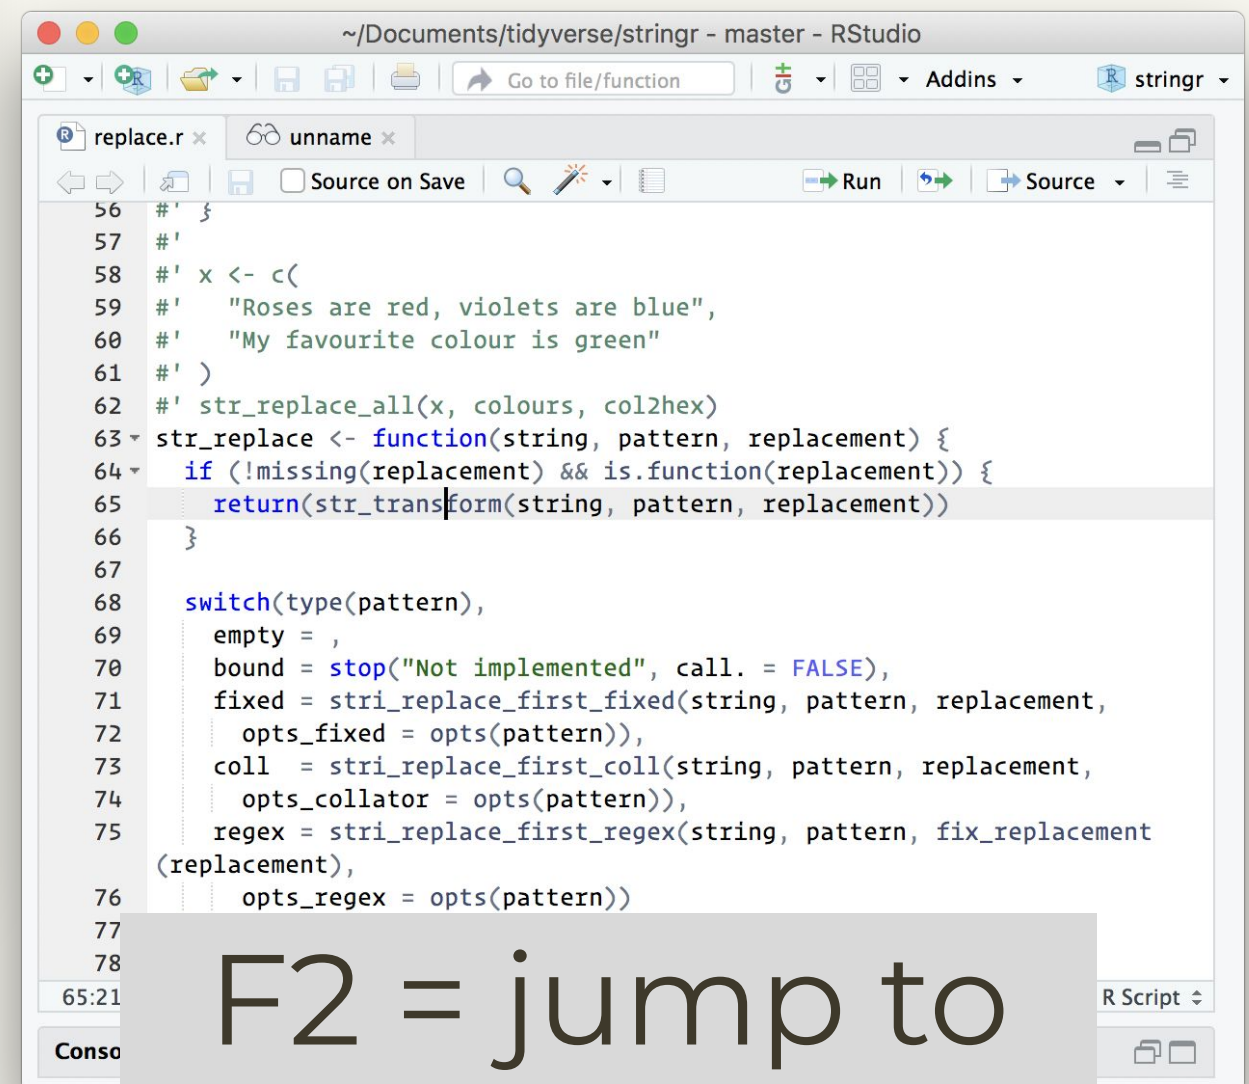 ~/Documents/tidyverse/stringr - master - RStudio
Go to file/function
Addins
stringr
replace.r
unname
Source on Save
Run
Source
56 #' }
57 #'
58 #' x <- c(
59 #'   "Roses are red, violets are blue",
60 #'   "My favourite colour is green"
61 #' )
62 #' str_replace_all(x, colours, col2hex)
63 str_replace <- function(string, pattern, replacement) {
64   if (!missing(replacement) && is.function(replacement)) {
65     return(str_transform(string, pattern, replacement))
66   }
67
68   switch(type(pattern),
69     empty = ,
70     bound = stop("Not implemented", call. = FALSE),
71     fixed = stri_replace_first_fixed(string, pattern, replacement,
72       opts_fixed = opts(pattern)),
73     coll  = stri_replace_first_coll(string, pattern, replacement,
74       opts_collator = opts(pattern)),
75     regex = stri_replace_first_regex(string, pattern, fix_replacement
(replacement),
76       opts_regex = opts(pattern))
77
78
65:21
R Script
Conso
F2 = jump to